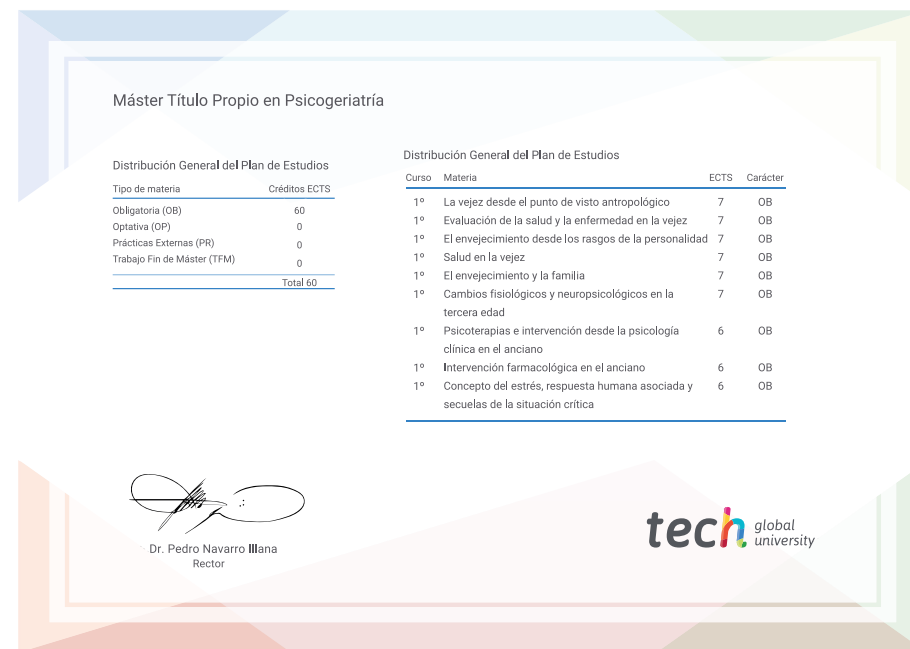 Máster Título Propio en Psicogeriatría
Distribución General del Plan de Estudios
Tipo de materia Créditos ECTS
Obligatoria (OB) 60
Optativa (OP) 0
Prácticas Externas (PR) 0
Trabajo Fin de Máster (TFM) 0
Total 60
Distribución General del Plan de Estudios
Curso Materia ECTS Carácter
1º La vejez desde el punto de visto antropológico 7 OB
1º Evaluación de la salud y la enfermedad en la vejez 7 OB
1º El envejecimiento desde los rasgos de la personalidad 7 OB
1º Salud en la vejez 7 OB
1º El envejecimiento y la familia 7 OB
1º Cambios fisiológicos y neuropsicológicos en la 7 OB
tercera edad
1º Psicoterapias e intervención desde la psicología 6 OB
clínica en el anciano
1º Intervención farmacológica en el anciano 6 OB
1º Concepto del estrés, respuesta humana asociada y 6 OB
secuelas de la situación crítica
Dr. Pedro Navarro Illana
Rector
tech global
university